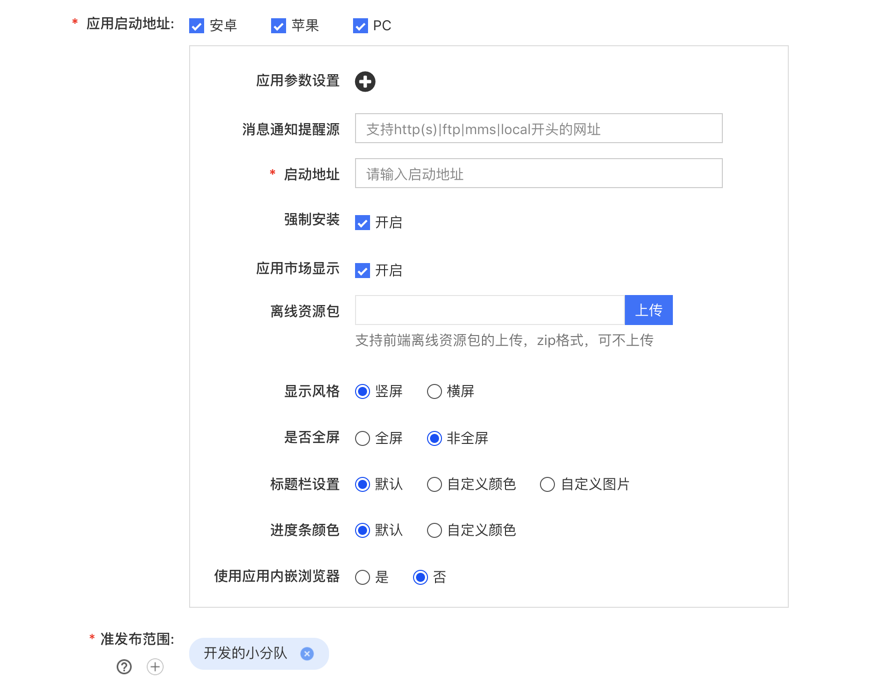 * 应用启动地址: 安卓 苹果 PC
应用参数设置
消息通知提醒源 支持http(s)|ftp|mms|local开头的网址
* 启动地址 请输入启动地址
强制安装 开启
应用市场显示 开启
离线资源包 上传
支持前端离线资源包的上传，zip格式，可不上传
显示风格 竖屏 横屏
是否全屏 全屏 非全屏
标题栏设置 默认 自定义颜色 自定义图片
进度条颜色 默认 自定义颜色
使用应用内嵌浏览器 是 否
* 准发布范围: 开发的小分队